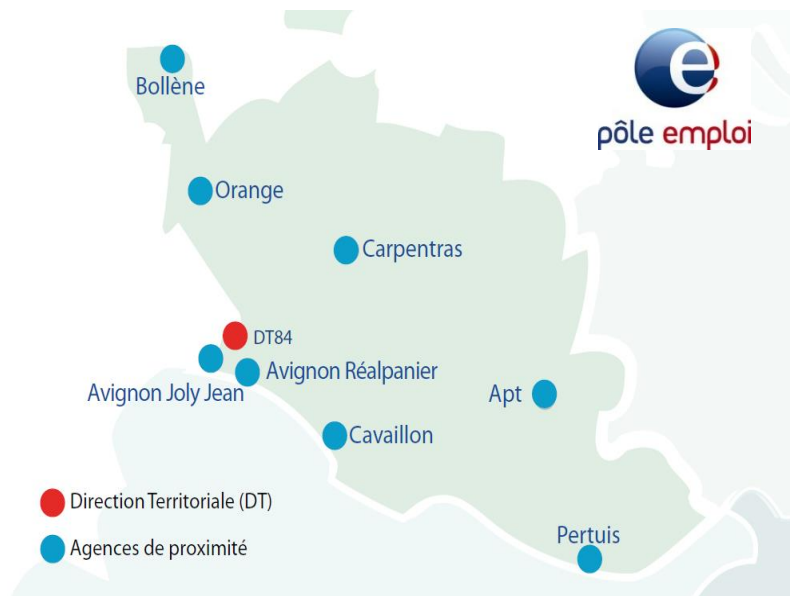 e
pôle emploi
Bollène
Orange
Carpentras
DT84
Avignon Réalpanier
Avignon Joly Jean
Apt
Cavaillon
Direction Territoriale (DT)
Pertuis
Agences de proximité